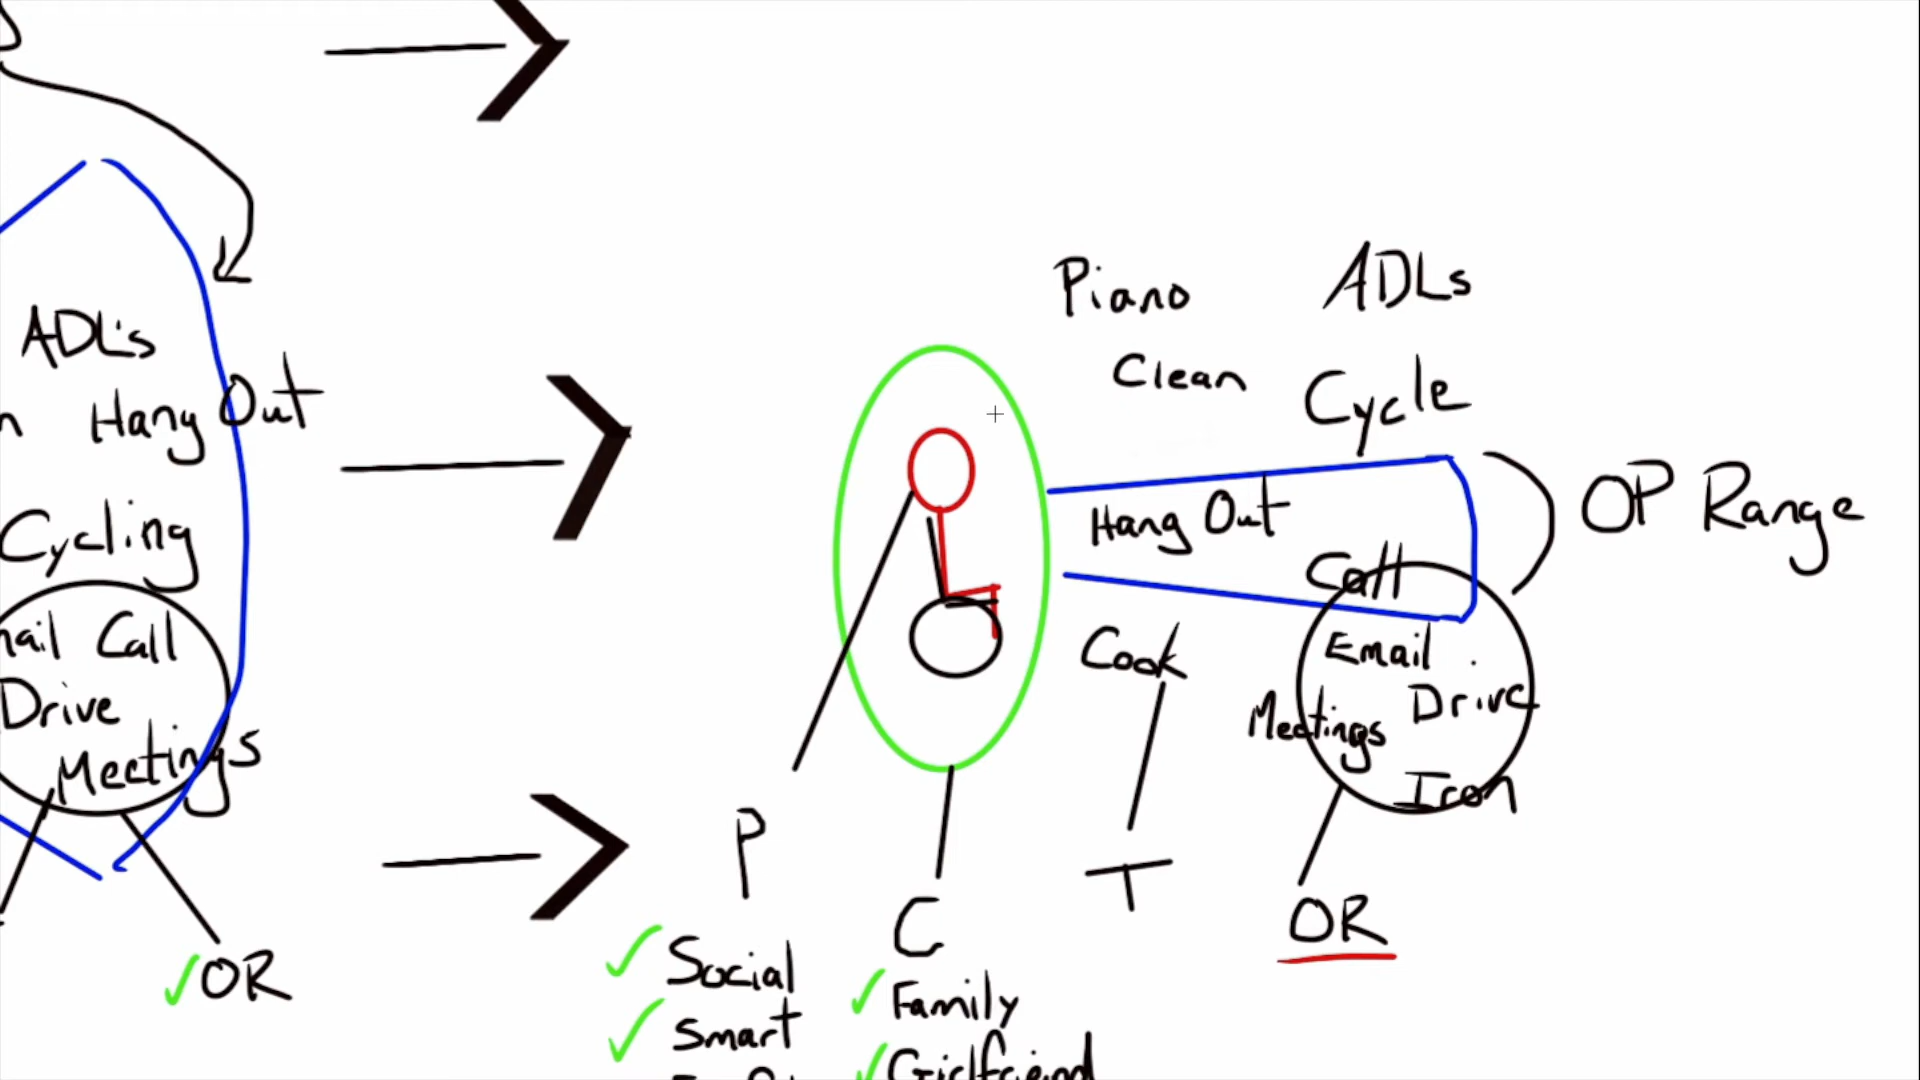 ADL's
Hang Out
Cycling
Call
Drive
Meetings
✓ OR
Piano
ADLs
Clean
Cycle
Hang Out
Call
OP Range
Cook
Email
Meetings
Drive
Iron
P
C
T
OR
✓ Social
✓ Family
✓ Smart
✓ Girlfriend